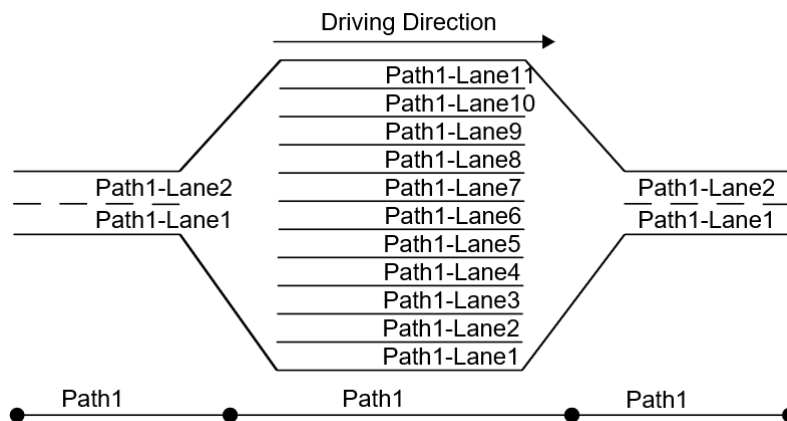 Driving Direction
Path1-Lane11
Path1-Lane10
Path1-Lane9
Path1-Lane8
Path1-Lane7
Path1-Lane6
Path1-Lane5
Path1-Lane4
Path1-Lane3
Path1-Lane2
Path1-Lane1
Path1-Lane2
Path1-Lane1
Path1-Lane2
Path1-Lane1
Path1
Path1
Path1